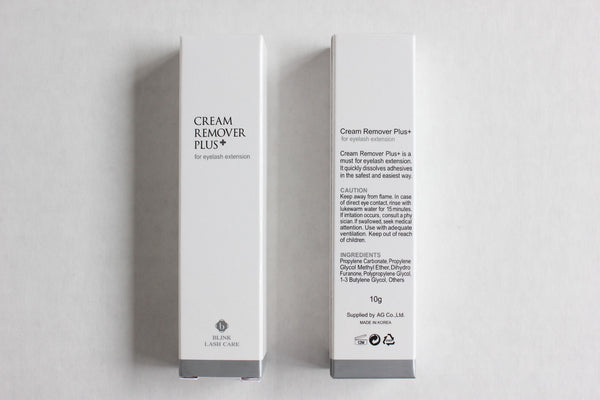 CREAM
REMOVER
PLUS+
for eyelash extension
b
BLINK
LASH CARE
Cream Remover Plus+
for eyelash extension
Cream Remover Plus+ is a
must for eyelash extension.
It quickly dissolves adhesives
in the safest and easiest way.
CAUTION
Keep away from flame. In case
of direct eye contact, rinse with
lukewarm water for 15minutes.
If irritation occurs, consult a phy
sician. If swallowed, seek medical
attention. Use with adequate
ventilation. Keep out of reach
of children.
INGREDIENTS
Propylene Carbonate, Propylene
Glycol Methyl Ether, Dihydro
Furanone, Polypropylene Glycol,
1-3 Butylene Glycol, Others
10g
Supplied by AG Co.,Ltd.
MADE IN KOREA
12M